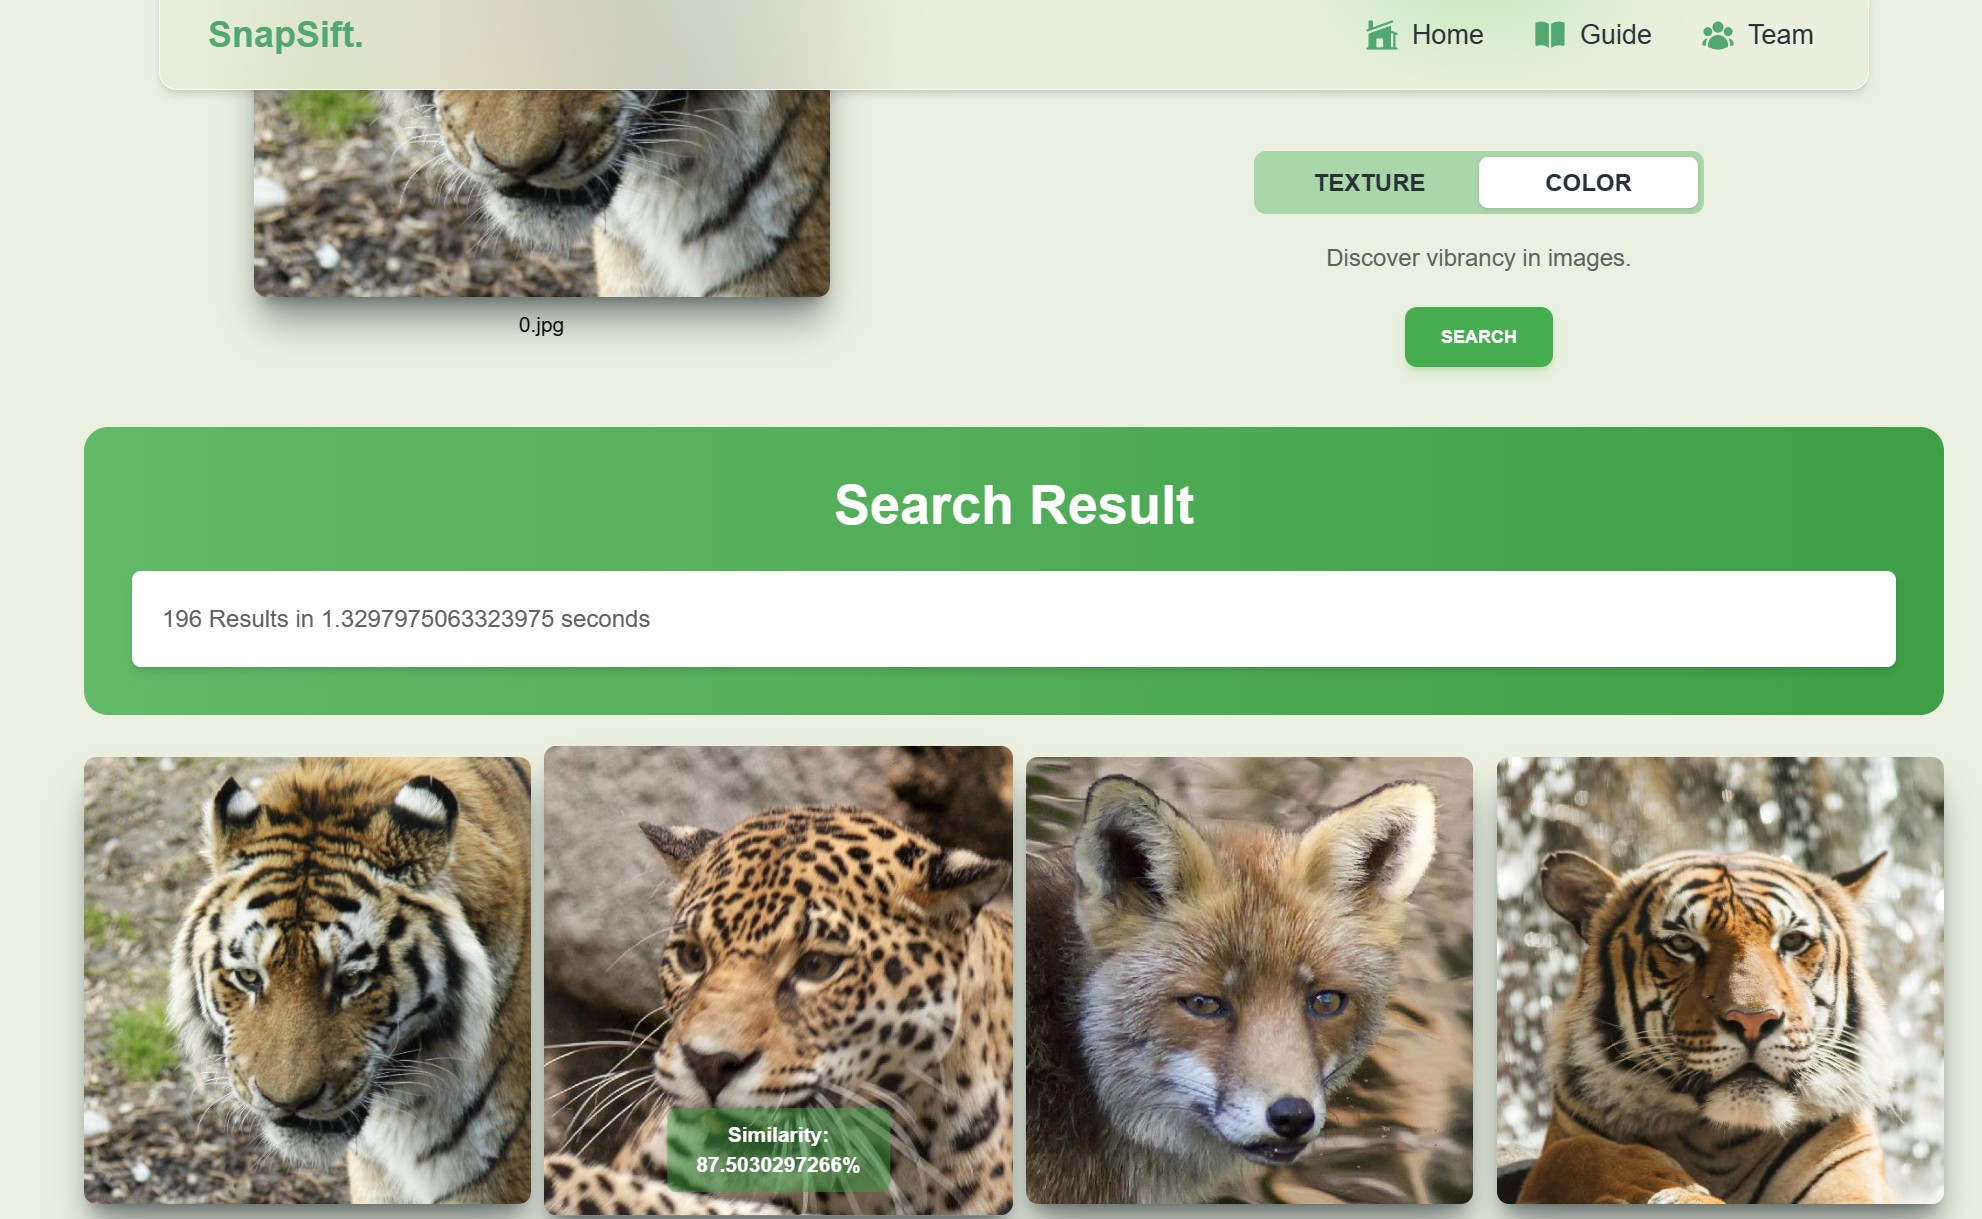 SnapSift.
Home
Guide
Team
TEXTURE
COLOR
Discover vibrancy in images.
0.jpg
SEARCH
Search Result
196 Results in 1.3297975063323975 seconds
Similarity:
87.5030297266%